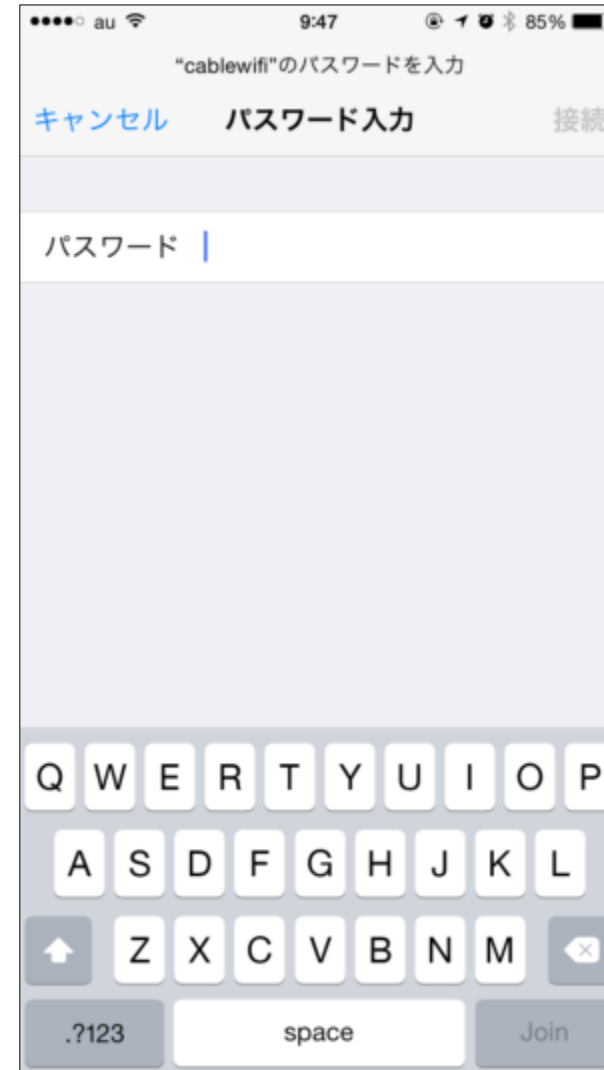 au 9:47 85%
"cablewifi"のパスワードを入力
キャンセル パスワード入力 接続
パスワード
Q W E R T Y U I O P
A S D F G H J K L
Z X C V B N M
.?123 space Join